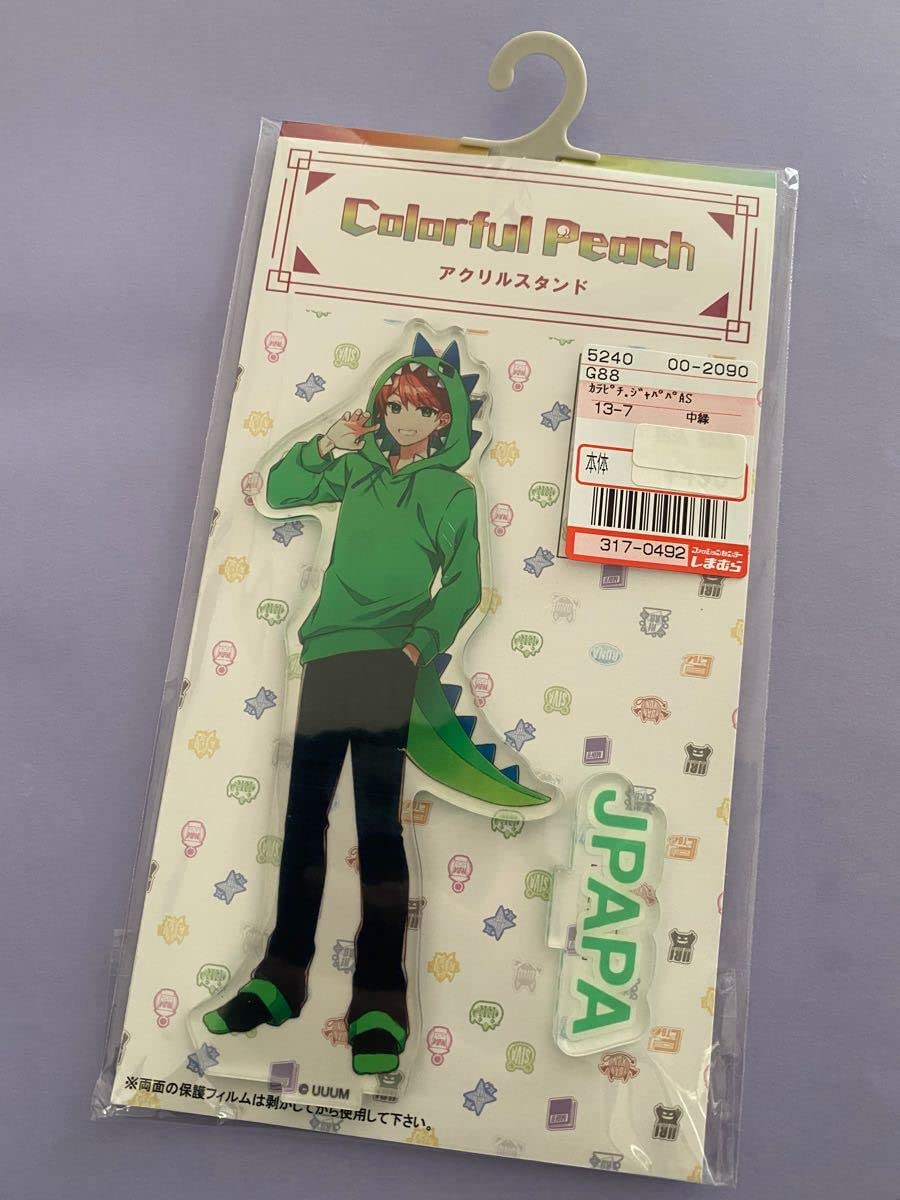 Colorful Peach
アクリルスタンド
5240 00-2090
G88
ｶﾗﾋﾟﾁ.ｼﾞｬﾊﾟﾊﾟAS
13-7 中緑
本体
317-0492
ファッションセンター
しまむら
JPAPA
© UUUM
※両面の保護フィルムは剥がしてから使用して下さい。